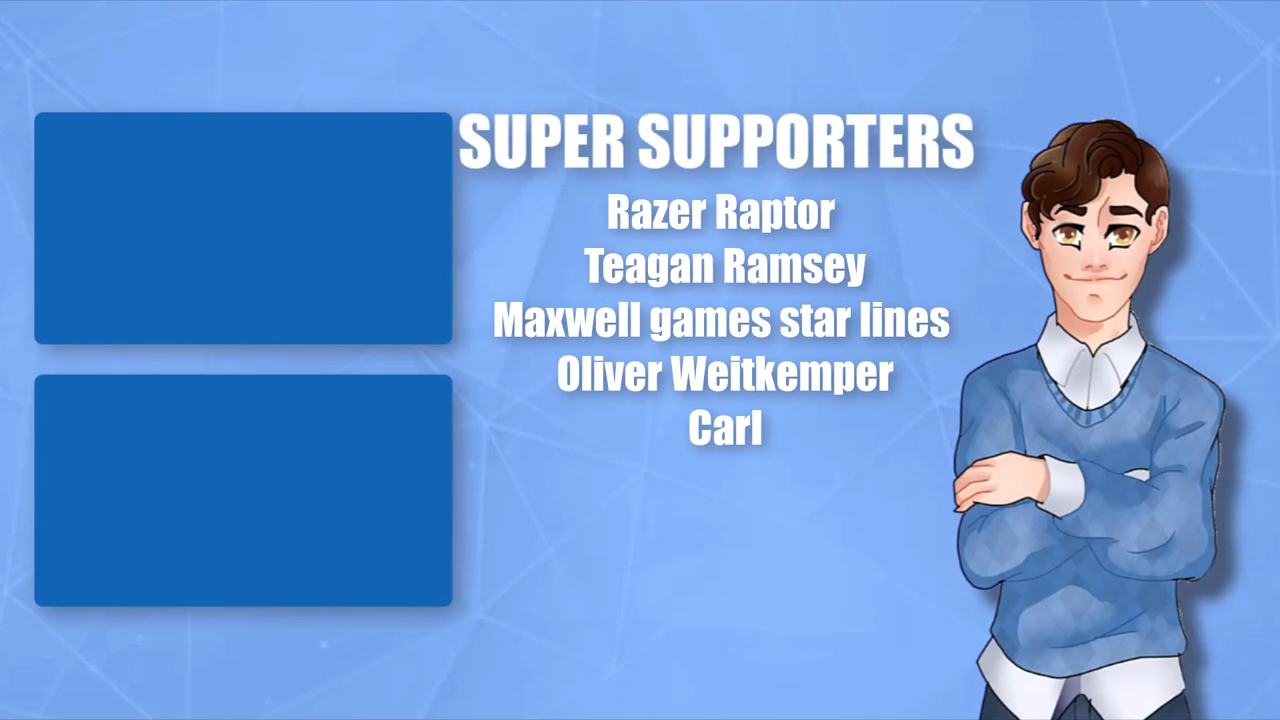 SUPER SUPPORTERS
Razer Raptor
Teagan Ramsey
Maxwell games star lines
Oliver Weitkemper
Carl